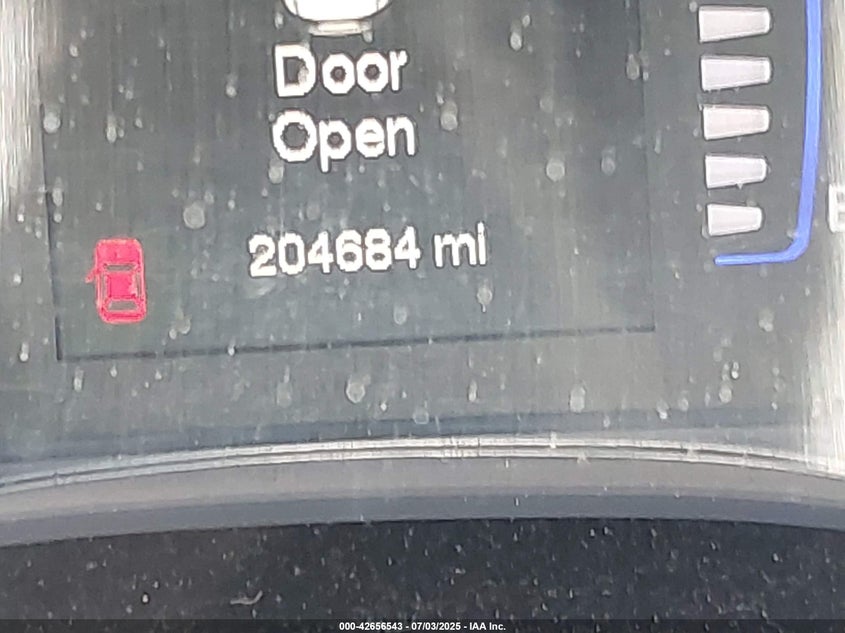 Door
Open
204684 mi
000-42656543 - 07/03/2025 - IAA Inc.